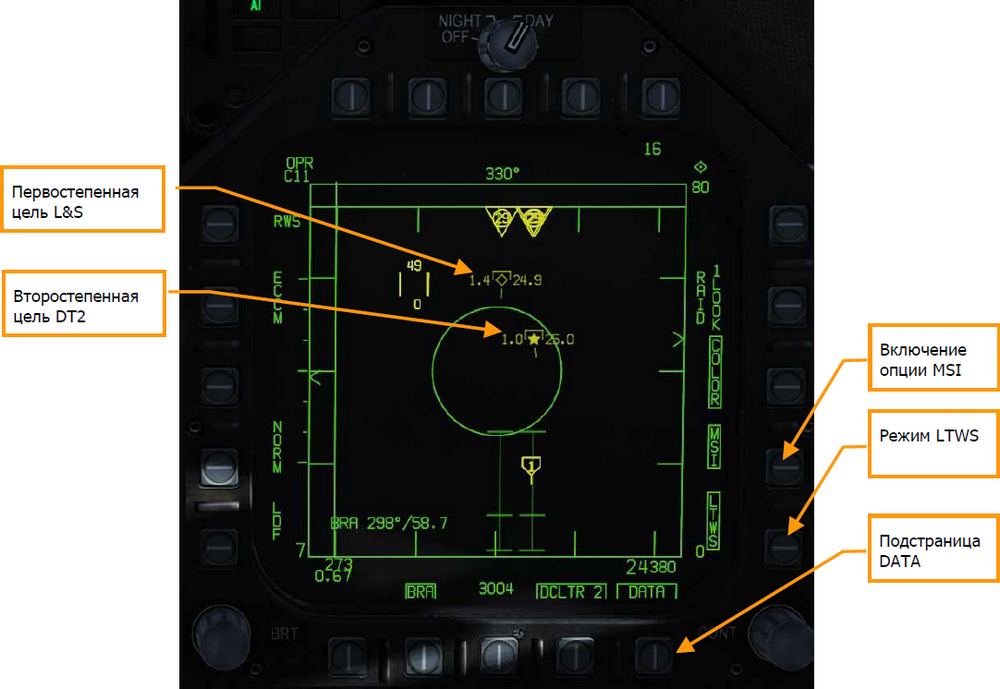 AI
NIGHT DAY
OFF
16
OPR
C11
330°
80
Первостепенная
цель L&S
RWS
49
0
1.4 24.9
ECCM
RAID
1LOOK
Второстепенная
цель DT2
1.0 25.0
COLOR
Включение
опции MSI
NORM
MSI
1
Режим LTWS
LDF
LTWS
BRA 298°/58.7
7
0
Подстраница
DATA
273
0.67
24380
BRA
3004
DCLTR 2
DATA
BRT
CONT